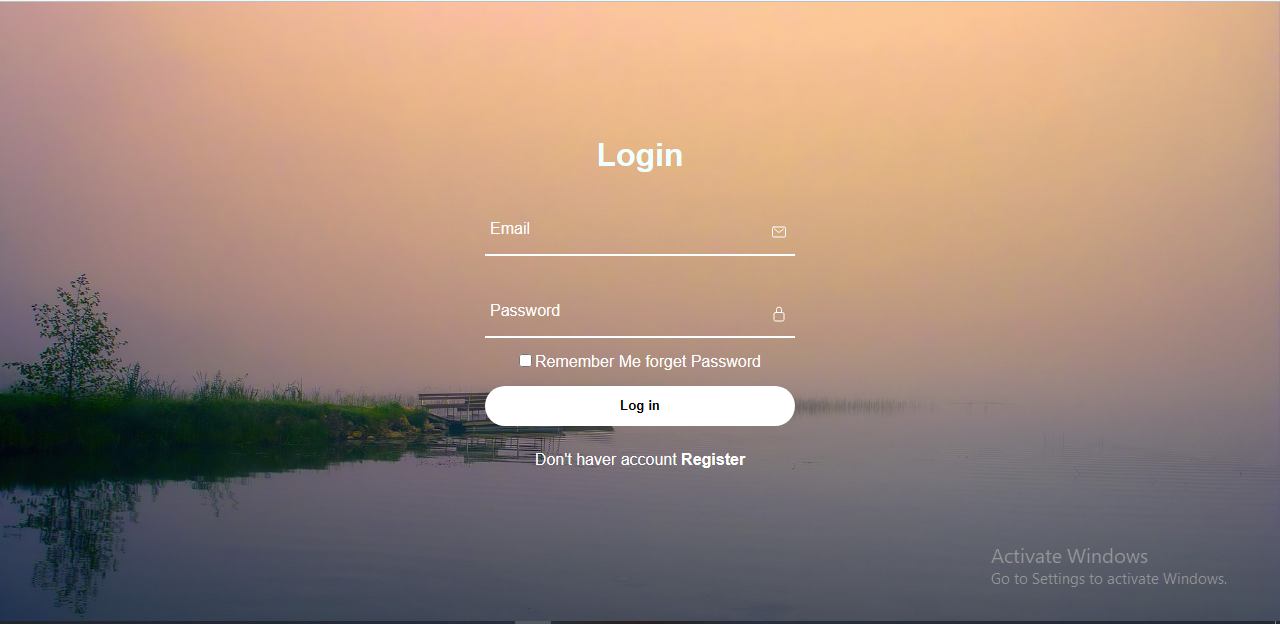 Login
Email
Password
Remember Me forget Password
Log in
Don't haver account Register
Activate Windows
Go to Settings to activate Windows.